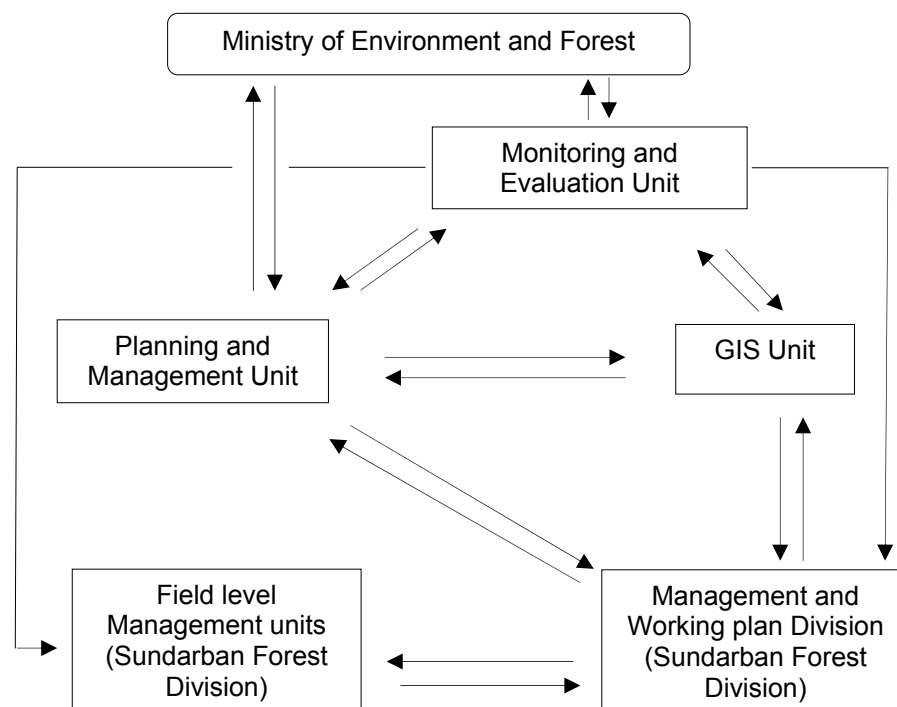 Ministry of Environment and Forest
Monitoring and
Evaluation Unit
Planning and
Management Unit
GIS Unit
Field level
Management units
(Sundarban Forest
Division)
Management and
Working plan Division
(Sundarban Forest
Division)